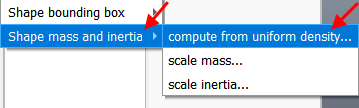 Shape bounding box
Shape mass and inertia
compute from uniform density...
scale mass...
scale inertia...